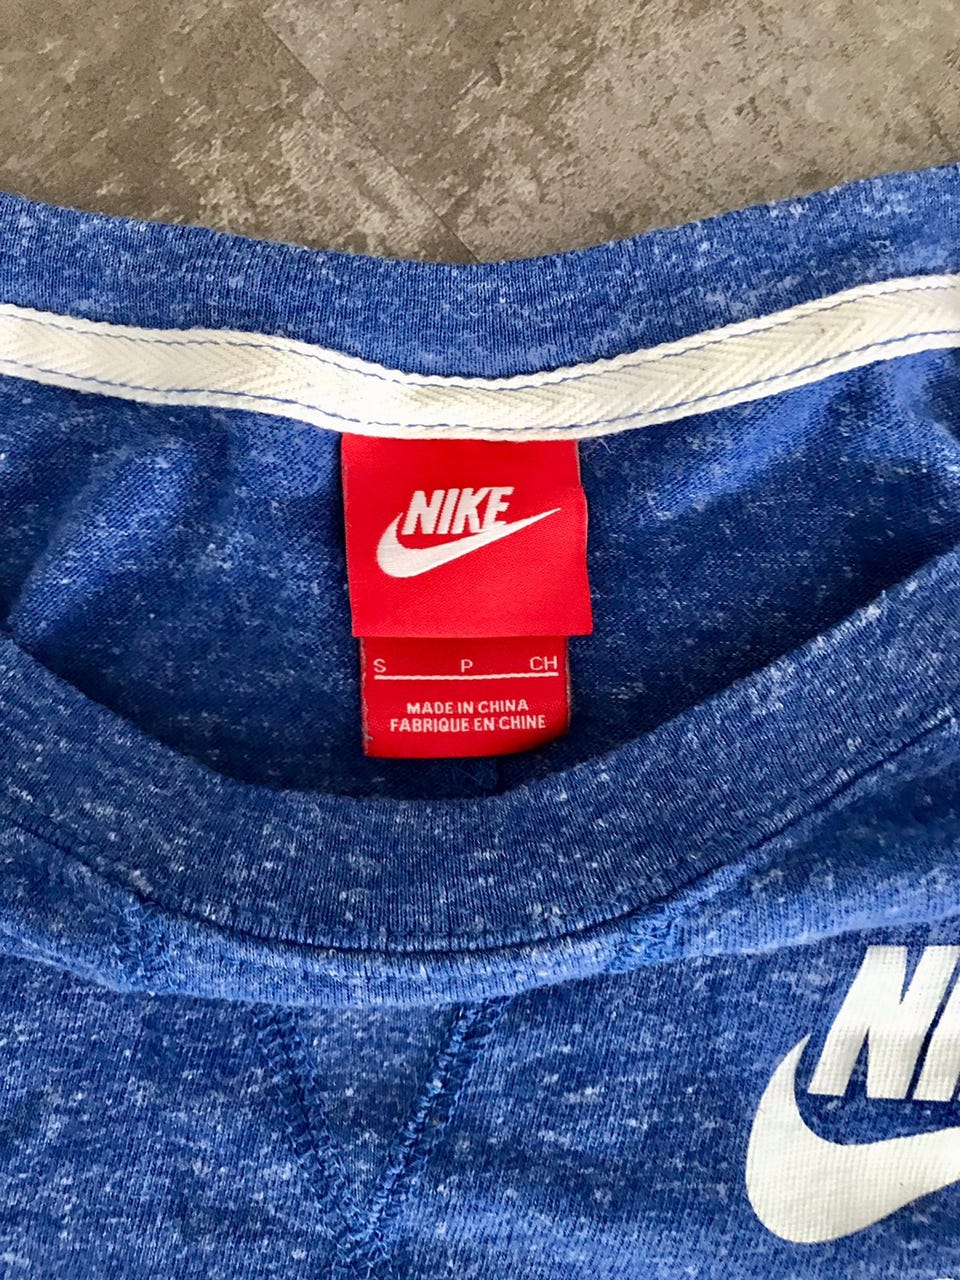 NIKE
S P CH
MADE IN CHINA
FABRIQUE EN CHINE